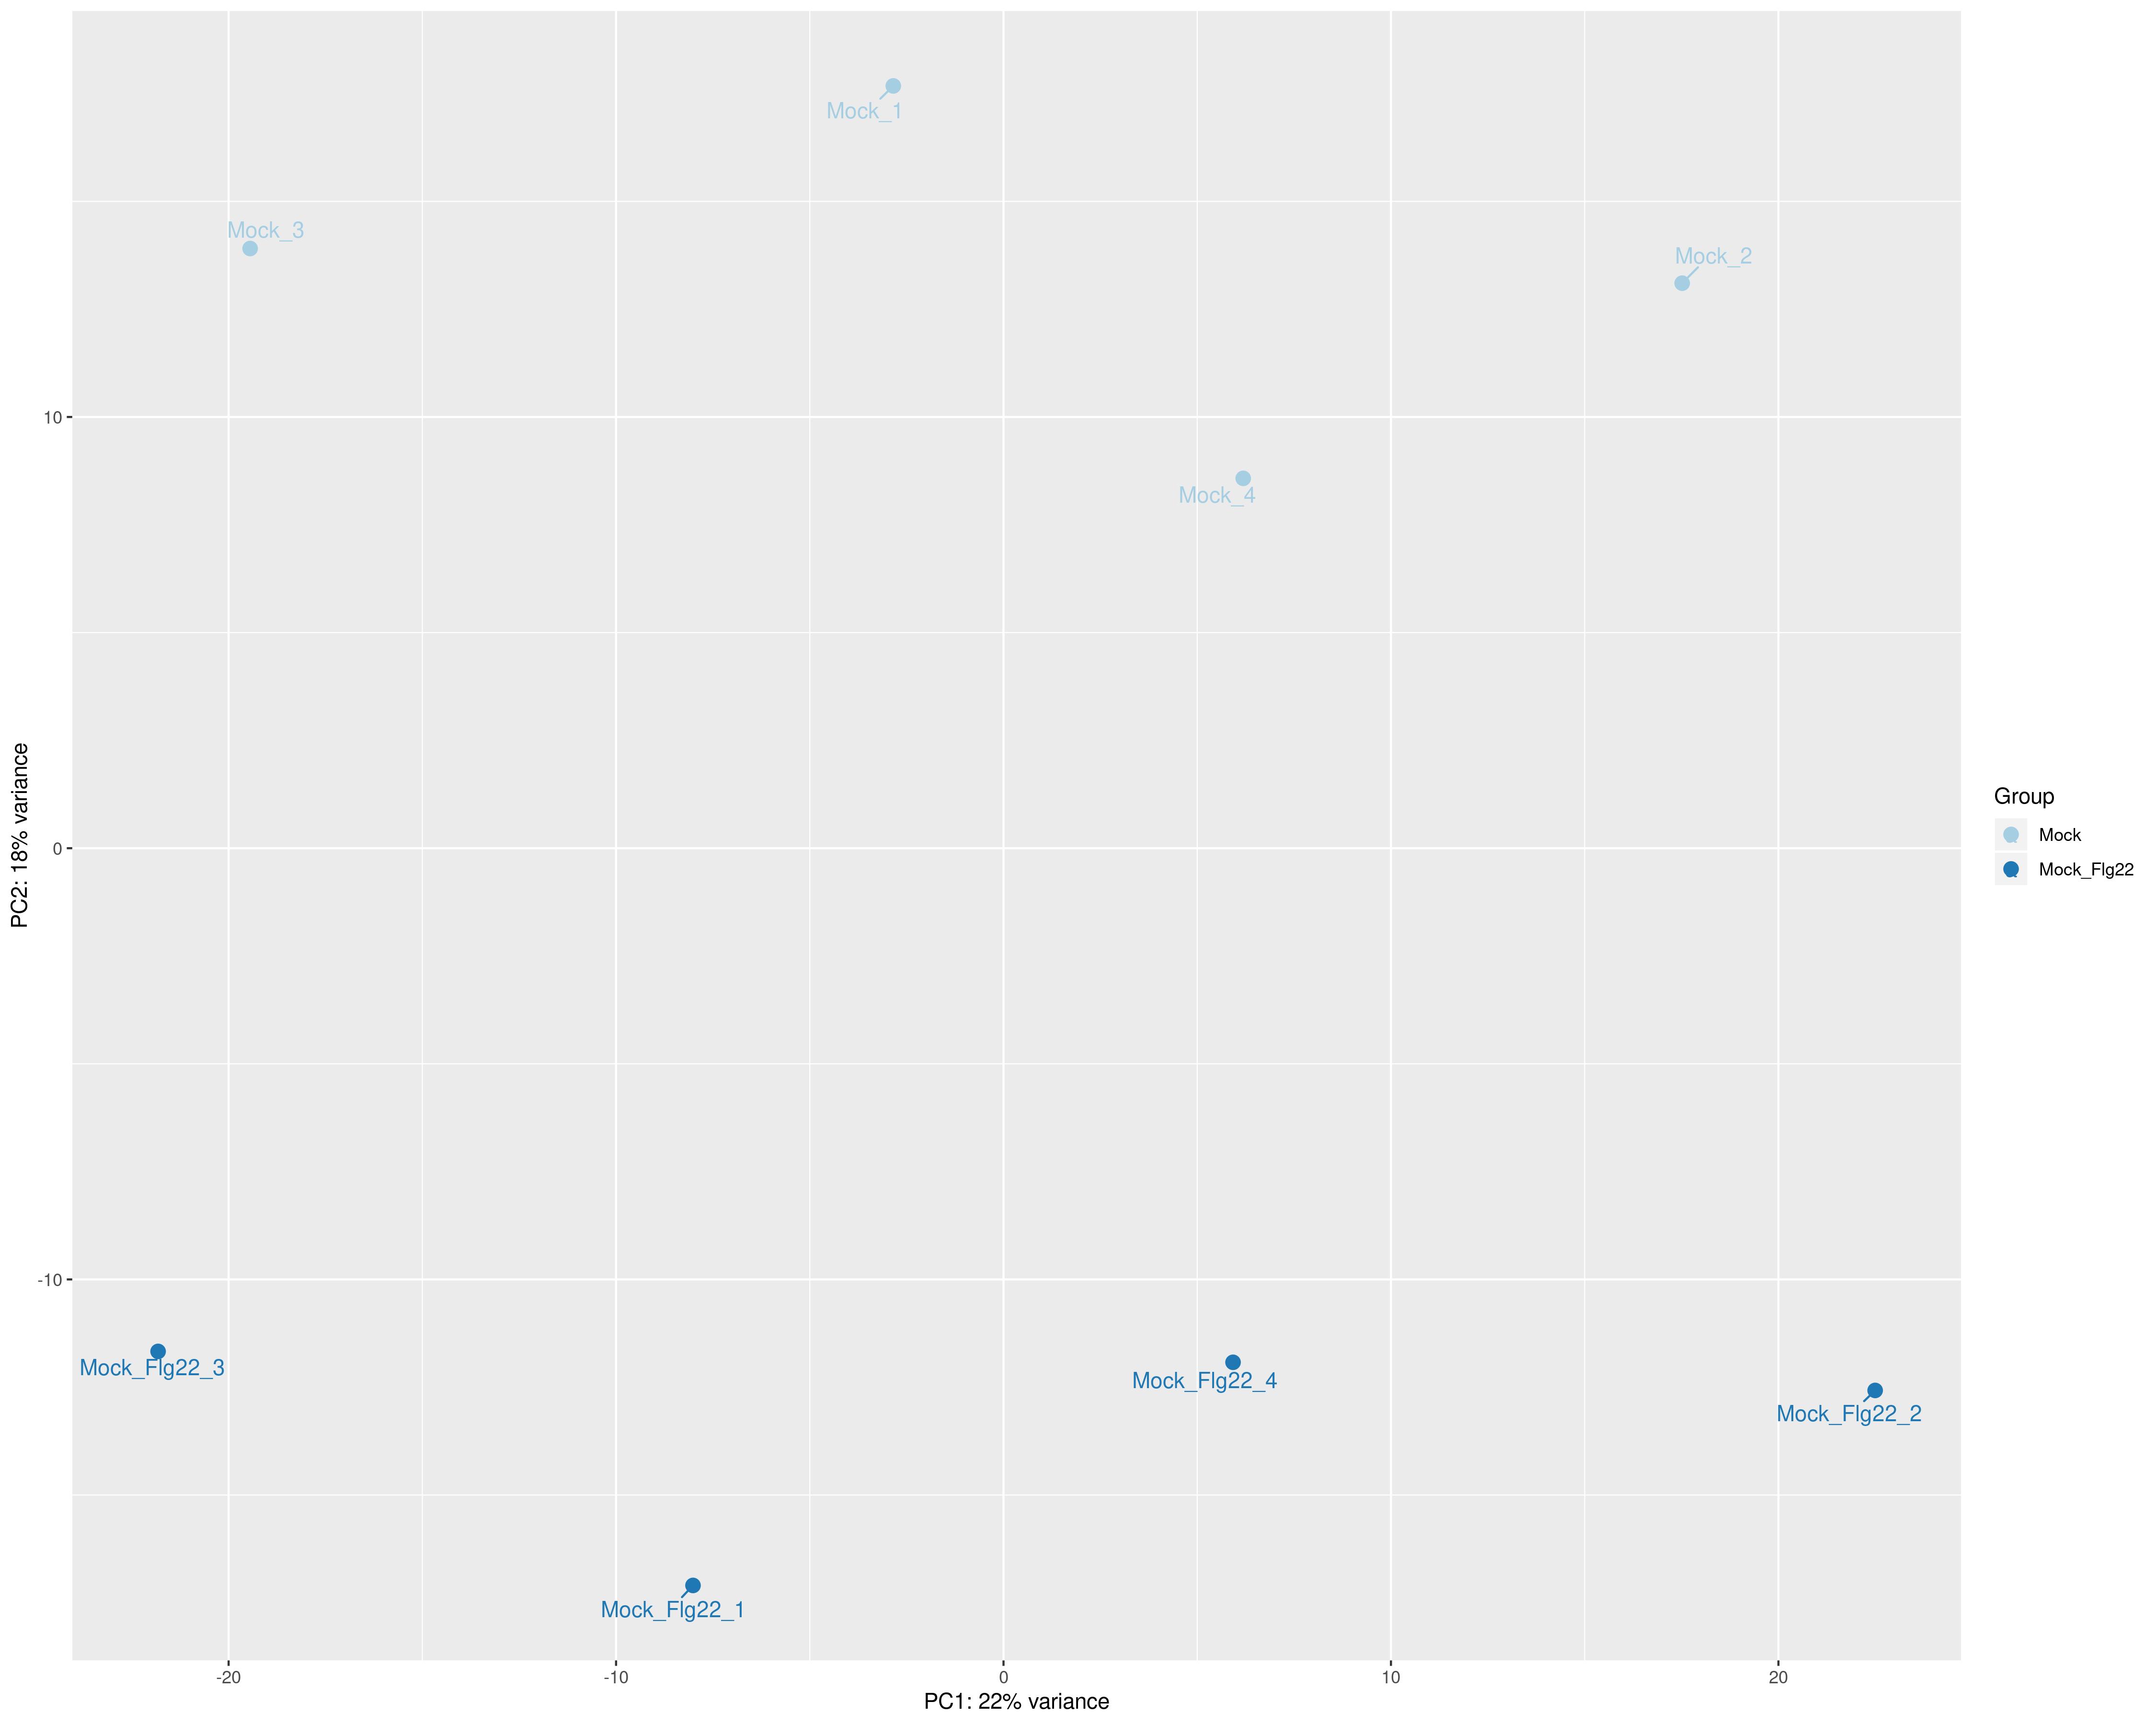 Mock_1
Mock_3
Mock_2
10
Mock_4
PC2: 18% variance
0
Group
Mock
Mock_Flg22
-10
Mock_Flg22_3
Mock_Flg22_4
Mock_Flg22_2
Mock_Flg22_1
-20
-10
0
10
20
PC1: 22% variance